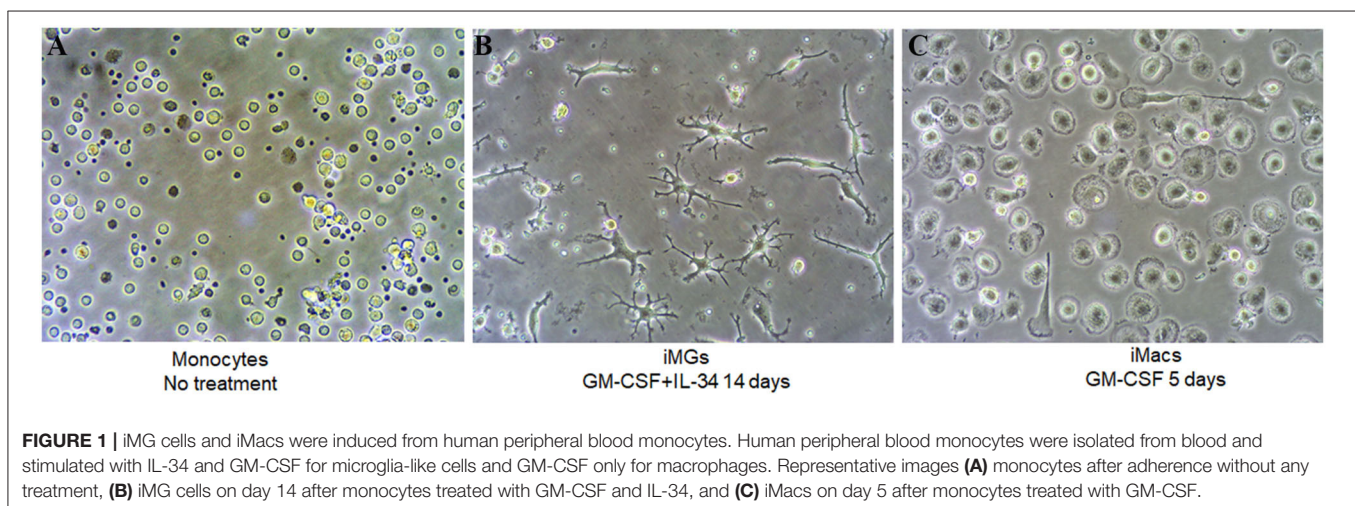 A
B
C
Monocytes
No treatment
iMGs
GM-CSF+IL-34 14 days
iMacs
GM-CSF 5 days
FIGURE 1 | iMG cells and iMacs were induced from human peripheral blood monocytes. Human peripheral blood monocytes were isolated from blood and
stimulated with IL-34 and GM-CSF for microglia-like cells and GM-CSF only for macrophages. Representative images (A) monocytes after adherence without any
treatment, (B) iMG cells on day 14 after monocytes treated with GM-CSF and IL-34, and (C) iMacs on day 5 after monocytes treated with GM-CSF.